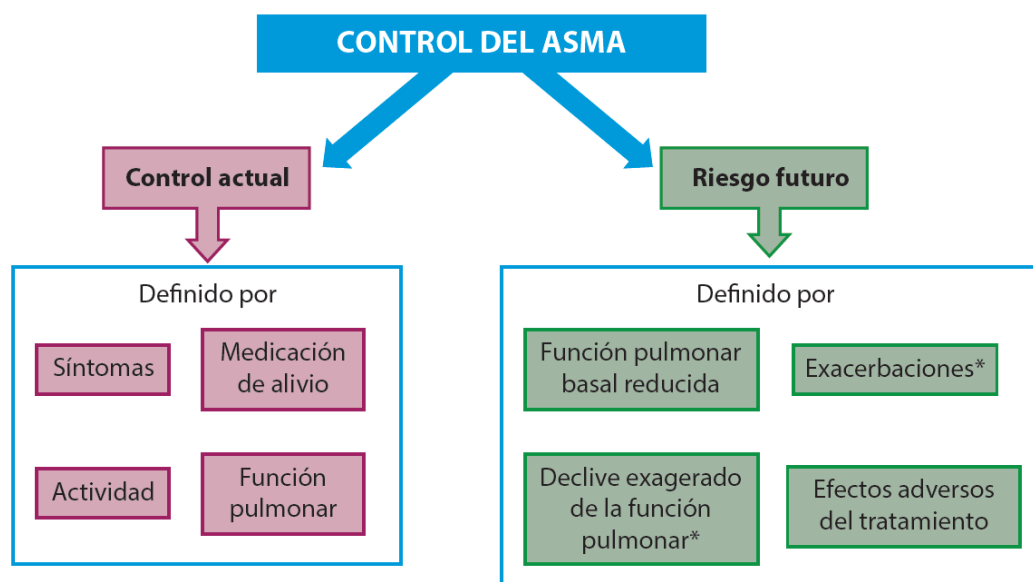 CONTROL DEL ASMA
Control actual
Riesgo futuro
Definido por
Síntomas
Medicación
de alivio
Actividad
Función
pulmonar
Definido por
Función pulmonar
basal reducida
Exacerbaciones*
Declive exagerado
de la función
pulmonar*
Efectos adversos
del tratamiento